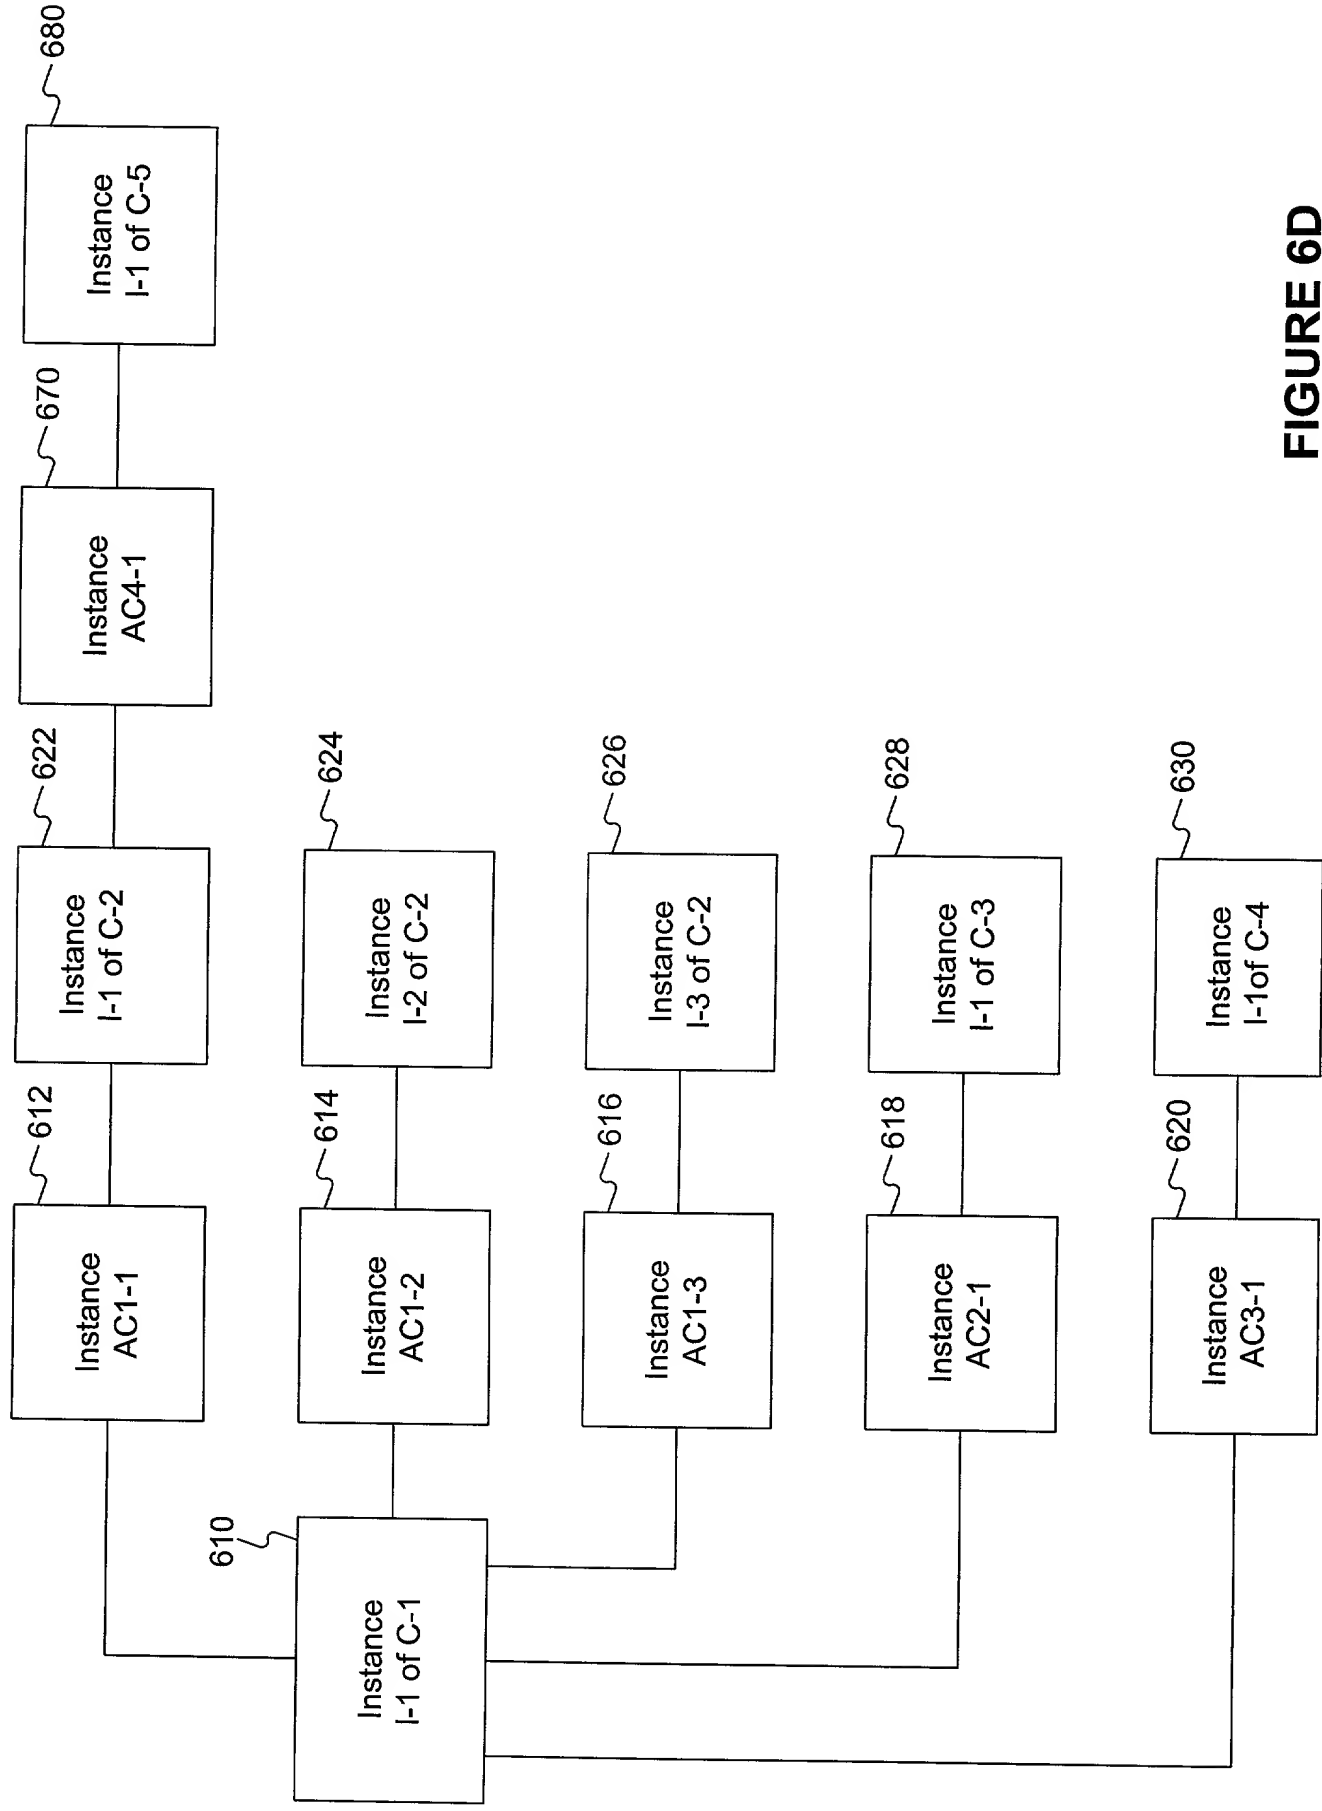 680
Instance
I-1 of C-5
670
Instance
AC4-1
622
Instance
I-1 of C-2
612
Instance
AC1-1
624
Instance
I-2 of C-2
614
Instance
AC1-2
610
Instance
I-1 of C-1
626
Instance
I-3 of C-2
616
Instance
AC1-3
628
Instance
I-1 of C-3
618
Instance
AC2-1
630
Instance
I-1of C-4
620
Instance
AC3-1
FIGURE 6D